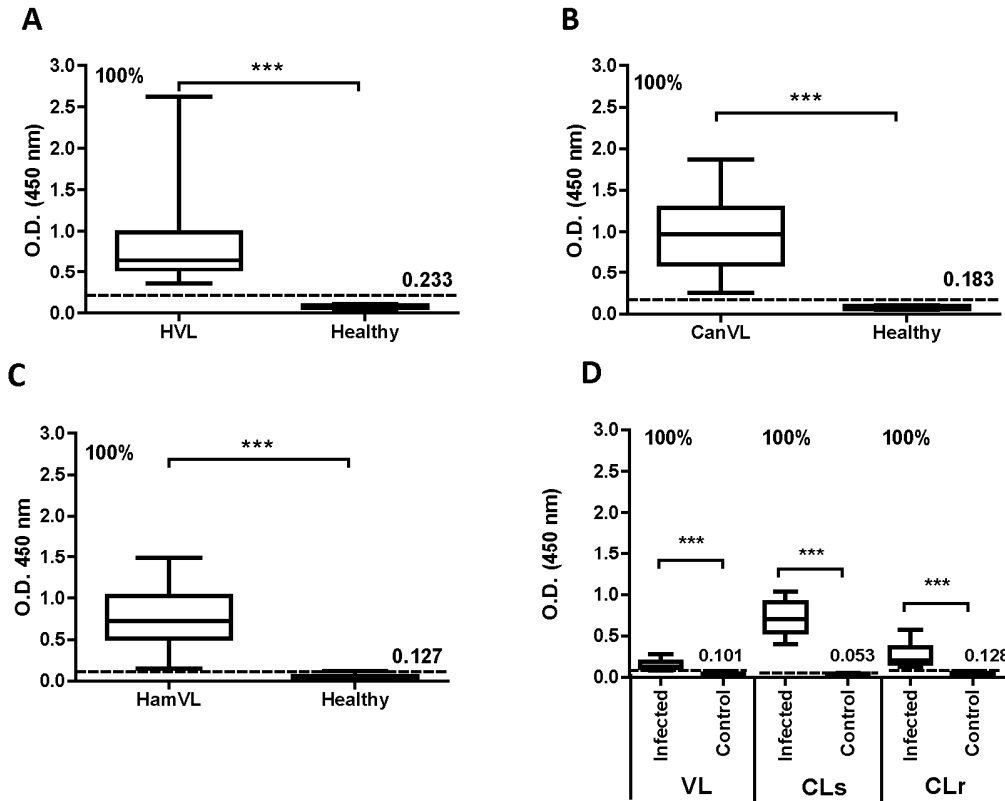 A
O.D. (450 nm)
3.0
2.5
2.0
1.5
1.0
0.5
0.0
100%
***
0.233
HVL Healthy
B
O.D. (450 nm)
3.0
2.5
2.0
1.5
1.0
0.5
0.0
100%
***
0.183
CanVL Healthy
C
O.D. 450 nm
3.0
2.5
2.0
1.5
1.0
0.5
0.0
100%
***
0.127
HamVL Healthy
D
O.D. (450 nm)
3.0
2.5
2.0
1.5
1.0
0.5
0.0
100% 100% 100%
*** *** ***
0.101 0.053 0.128
Infected Control Infected Control Infected Control
VL CLs CLr